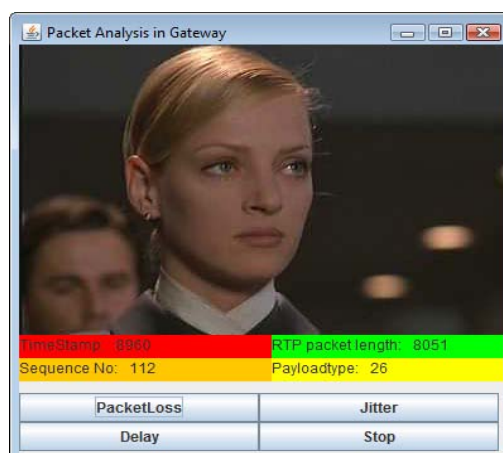 Packet Analysis in Gateway
TimeStamp: 8960 RTP packet length: 8051
Sequence No: 112 Payloadtype: 26
PacketLoss Jitter
Delay Stop